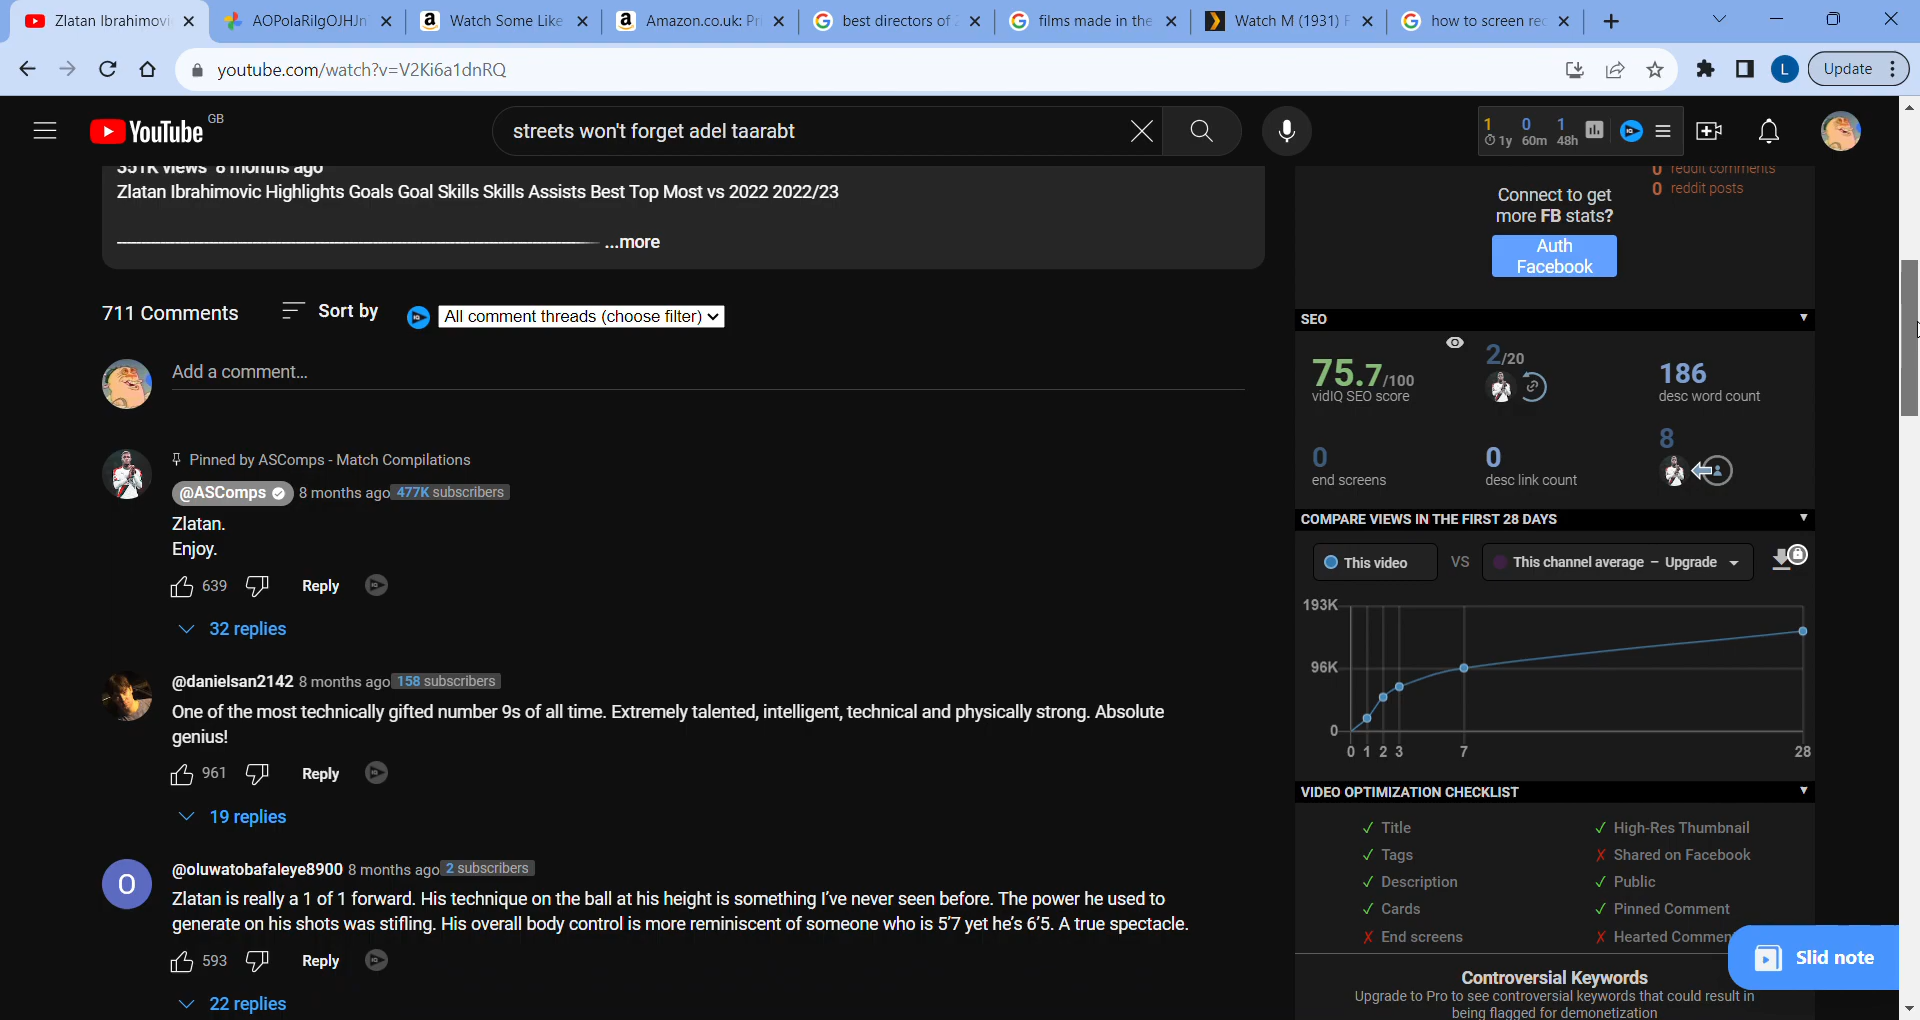 Zlatan Ibrahimovi
AOPolaRilgOJHJn
Watch Some Like
Amazon.co.uk: Pr
best directors of
films made in the
Watch M (1931) F
how to screen rec
youtube.com/watch?v=V2Ki6a1dnRQ
L
Update
YouTube GB
streets won't forget adel taarabt
1 0 1
1y 60m 48h
351K views 8 months ago
Zlatan Ibrahimovic Highlights Goals Goal Skills Skills Assists Best Top Most vs 2022 2022/23
...more
711 Comments
Sort by
All comment threads (choose filter)
Add a comment...
Pinned by ASComps - Match Compilations
@ASComps 8 months ago 477K subscribers
Zlatan.
Enjoy.
639 Reply
32 replies
@danielsan2142 8 months ago 158 subscribers
One of the most technically gifted number 9s of all time. Extremely talented, intelligent, technical and physically strong. Absolute
genius!
961 Reply
19 replies
O
@oluwatobafaleye8900 8 months ago 2 subscribers
Zlatan is really a 1 of 1 forward. His technique on the ball at his height is something I've never seen before. The power he used to
generate on his shots was stifling. His overall body control is more reminiscent of someone who is 5'7 yet he's 6'5. A true spectacle.
593 Reply
22 replies
0 reddit comments
0 reddit posts
Connect to get
more FB stats?
Auth
Facebook
SEO
75.7/100
vidIQ SEO score
2/20
186
desc word count
0
end screens
0
desc link count
8
COMPARE VIEWS IN THE FIRST 28 DAYS
This video VS This channel average – Upgrade
193K
96K
0
0 1 2 3 7 28
VIDEO OPTIMIZATION CHECKLIST
✓ Title
✓ High-Res Thumbnail
✓ Tags
✗ Shared on Facebook
✓ Description
✓ Public
✓ Cards
✓ Pinned Comment
✗ End screens
✗ Hearted Commen
Slid note
Controversial Keywords
Upgrade to Pro to see controversial keywords that could result in
being flagged for demonetization